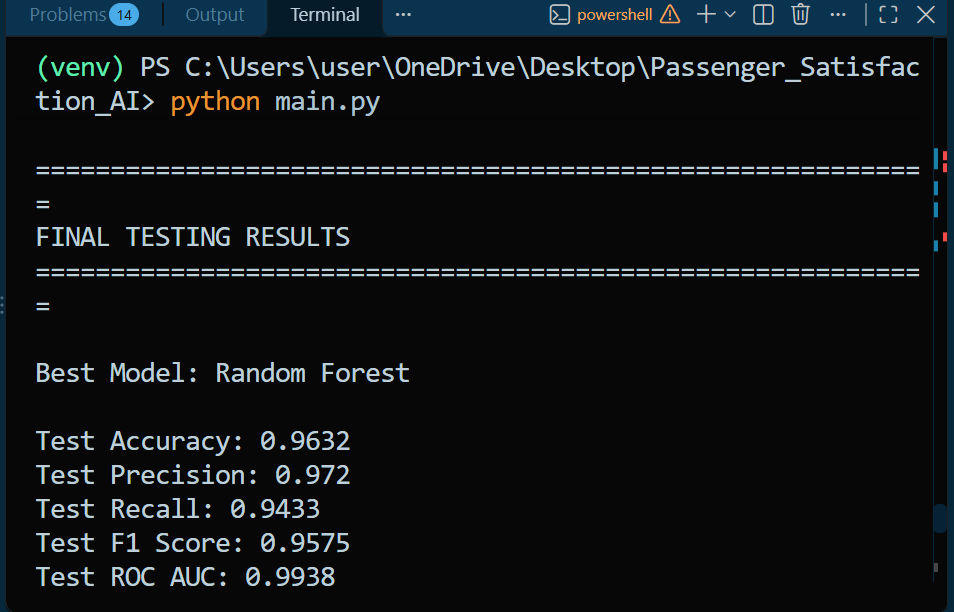 Problems 14 Output Terminal ··· powershell
(venv) PS C:\Users\user\OneDrive\Desktop\Passenger_Satisfac
tion_AI> python main.py
===========================================================
=
FINAL TESTING RESULTS
===========================================================
=
Best Model: Random Forest
Test Accuracy: 0.9632
Test Precision: 0.972
Test Recall: 0.9433
Test F1 Score: 0.9575
Test ROC AUC: 0.9938